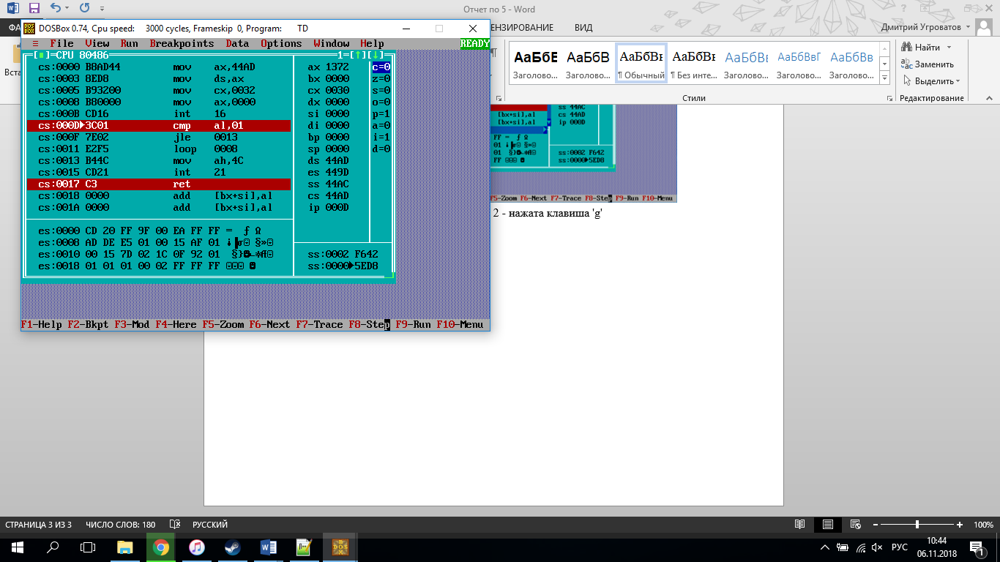 Отчет по 5 - Word
DOSBox 0.74, Cpu speed: 3000 cycles, Frameskip 0, Program: TD
ФА
ЕНЗИРОВАНИЕ ВИД
Дмитрий Угроватов
≡ File View Run Breakpoints Data Options Window Help READY
[■]=CPU 80486 1=[↑][↓]
cs:0000 B8AD44 mov ax,44AD ax 1372 c=0
cs:0003 8ED8 mov ds,ax bx 0000 z=0
cs:0005 B93200 mov cx,0032 cx 0030 s=0
cs:0008 B80000 mov ax,0000 dx 0000 o=0
cs:000B CD16 int 16 si 0000 p=1
cs:000D▶3C01 cmp al,01 di 0000 a=0
cs:000F 7E02 jle 0013 bp 0000 i=1
cs:0011 E2F5 loop 0008 sp 0000 d=0
cs:0013 B44C mov ah,4C ds 44AD
cs:0015 CD21 int 21 es 449D
cs:0017 C3 ret ss 44AC
cs:0018 0000 add [bx+si],al cs 44AD
cs:001A 0000 add [bx+si],al ip 000D
es:0000 CD 20 FF 9F 00 EA FF FF = ƒ Ω
es:0008 AD DE E5 01 00 15 AF 01
es:0010 00 15 7D 02 1C 0F 92 01
es:0018 01 01 01 00 02 FF FF FF
ss:0002 F642
ss:0000▶5ED8
F1-Help F2-Bkpt F3-Mod F4-Here F5-Zoom F6-Next F7-Trace F8-Step F9-Run F10-Menu
Вста
АаБбВ АаБбВ АаБбВв АаБбВв АаБбВв АаБбВвГ АаБбВв
Заголово... Заголово... ¶ Обычный ¶ Без инте... Заголово... Заголово... Заголово...
Стили
Найти
Заменить
Выделить
Редактирование
ss 44AC
[bx+si],al cs 44AD
[bx+si],al ip 000D
FF = ƒ Ω
ss:0002 F642
ss:0000▶5ED8
F5-Zoom F6-Next F7-Trace F8-Step F9-Run F10-Menu
2 - нажата клавиша 'g'
СТРАНИЦА 3 ИЗ 3 ЧИСЛО СЛОВ: 180 РУССКИЙ 100%
РУС
10:44
06.11.2018
1